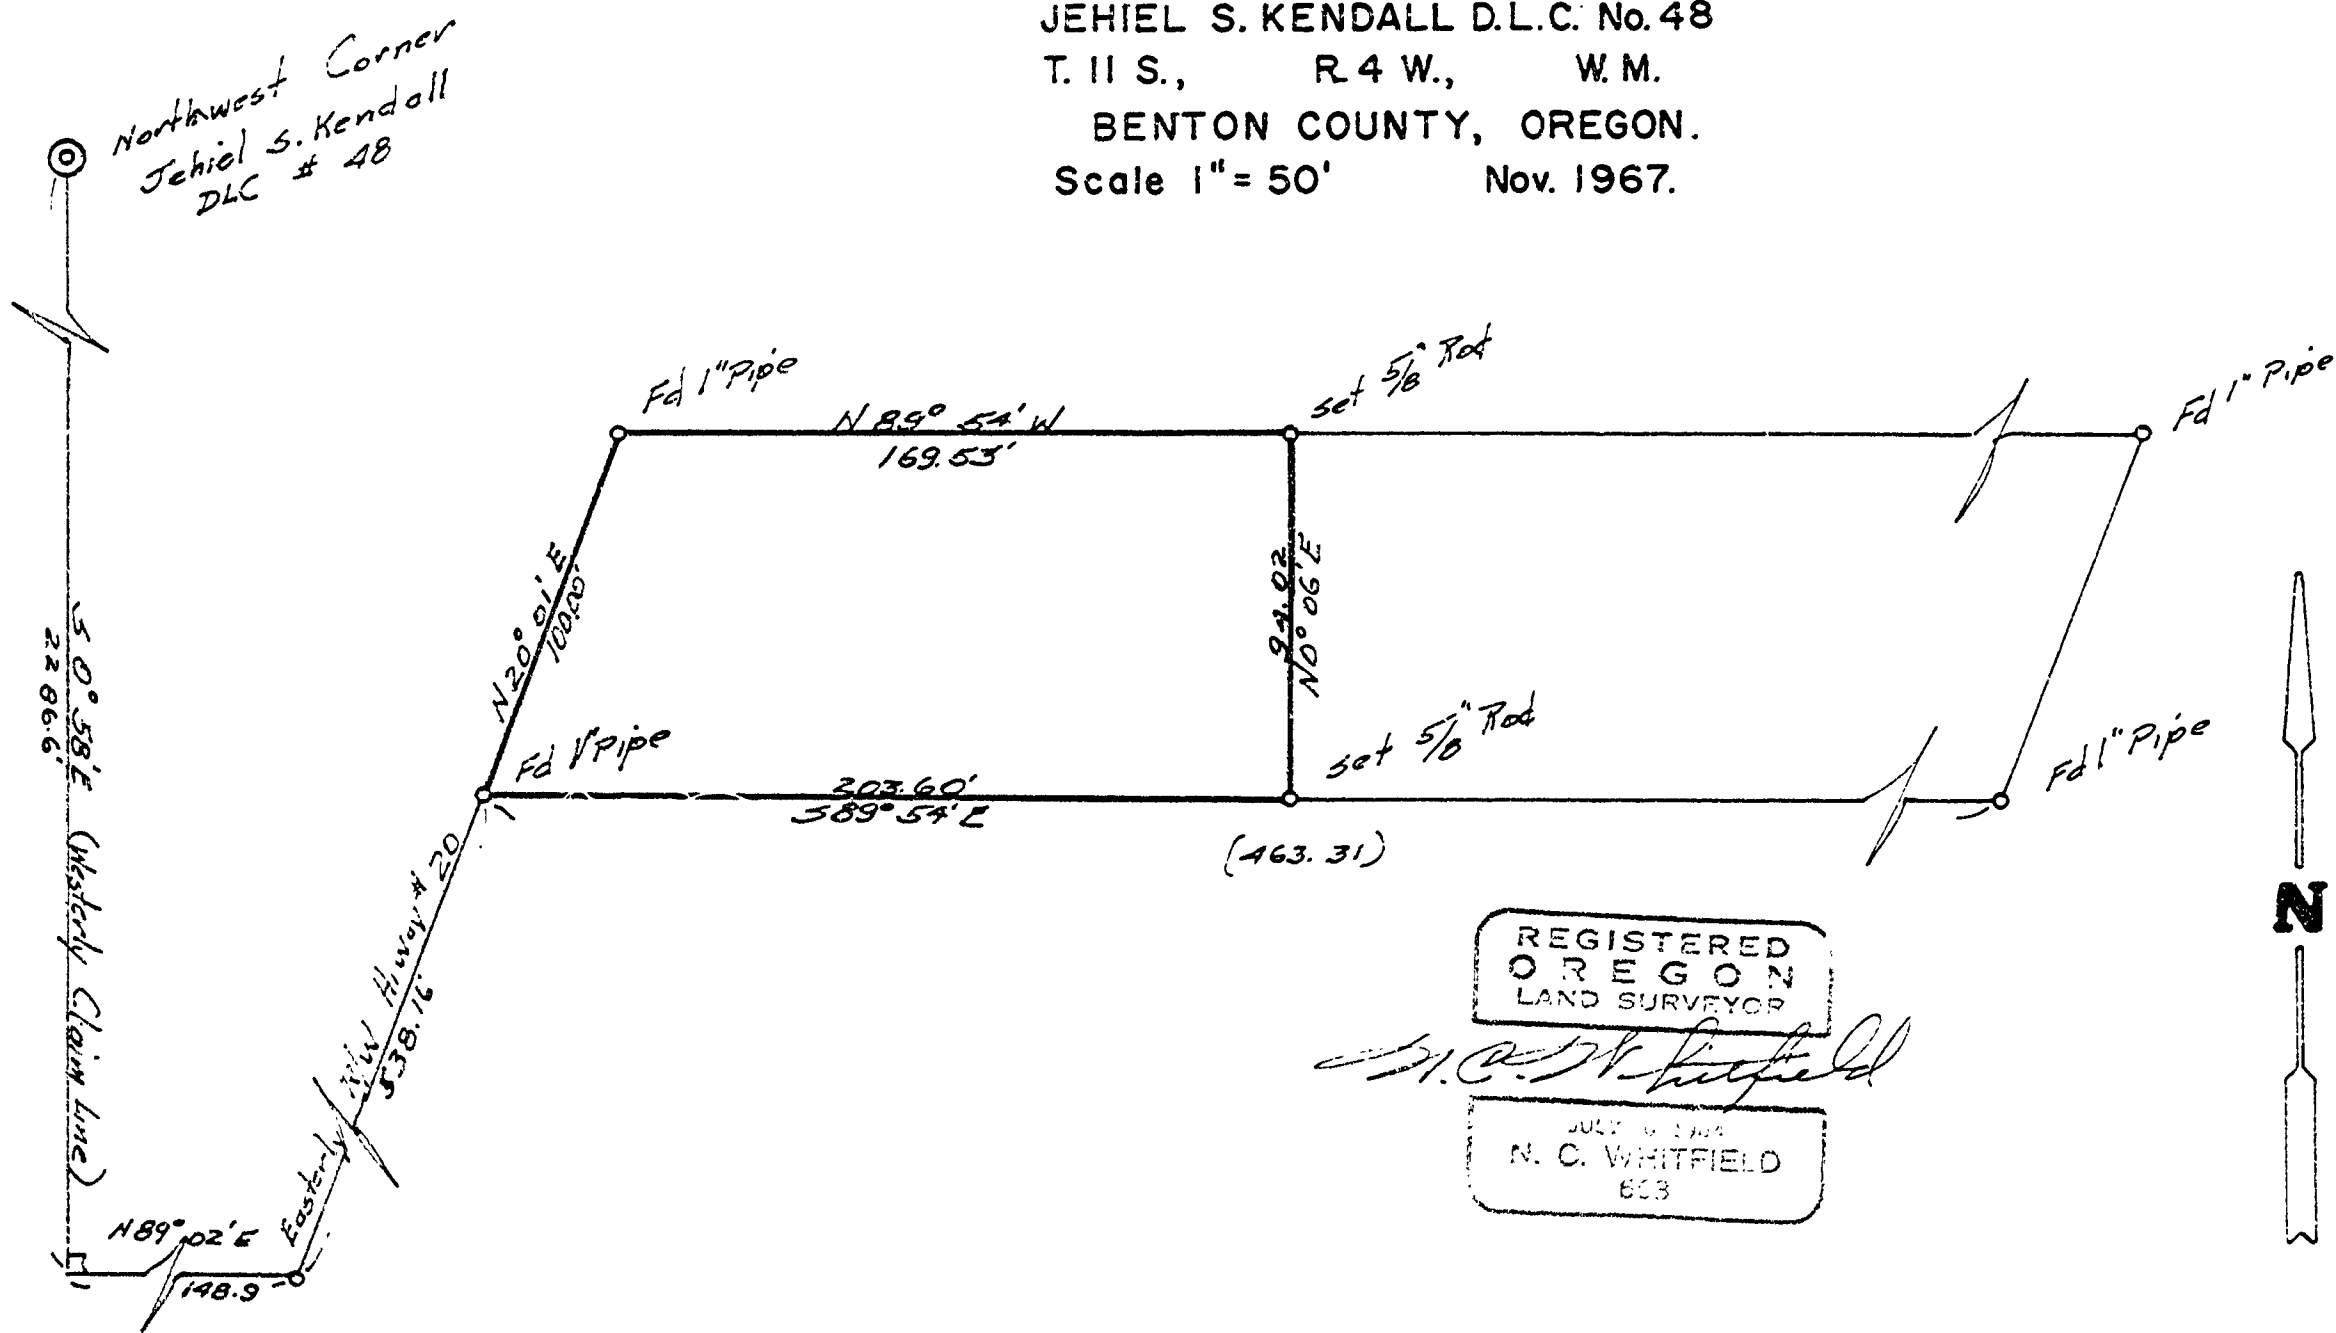 JEHIEL S. KENDALL D.L.C. No. 48
T. 11 S., R. 4 W., W. M.
BENTON COUNTY, OREGON.
Scale 1" = 50' Nov. 1967.
Northwest Corner
Jehiel S. Kendall
DLC # 48
Fd 1" Pipe
N 89° 54' W
169.53'
set 5/8" Rod
Fd 1" Pipe
N 20° 01' E
100.00'
94.02
N 0° 06' E
S 0° 58' E (Westerly Claim Line)
2286.6'
Fd 1" Pipe
203.60'
S 89° 54' E
set 5/8" Rod
Fd 1" Pipe
(463.31)
Easterly R/W Hiway # 20
538.16'
N 89° 02' E
148.9
N
REGISTERED
OREGON
LAND SURVEYOR
N. C. Whitfield
JULY
N. C. WHITFIELD